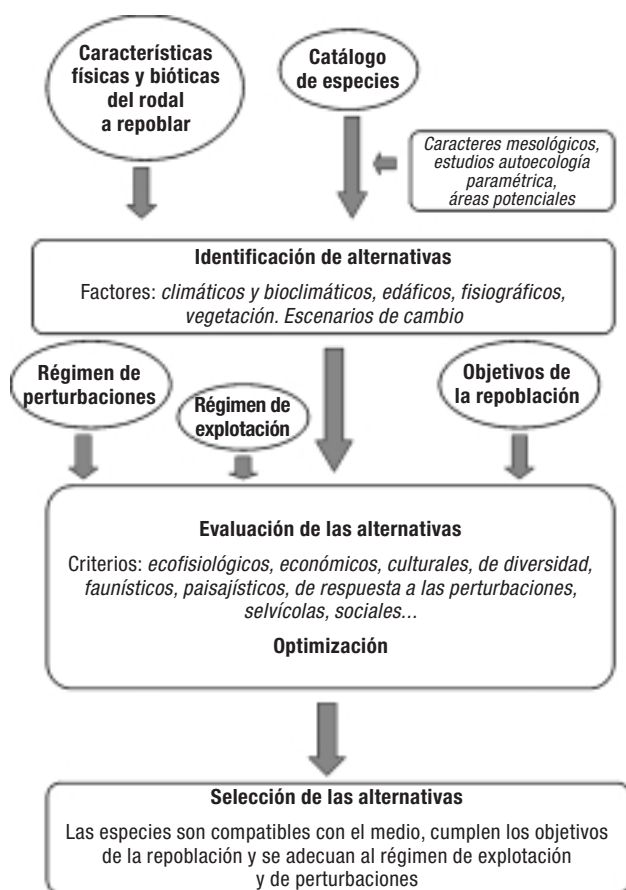 Características
físicas y bióticas
del rodal
a repoblar
Catálogo
de especies
Caracteres mesológicos,
estudios autoecología
paramétrica,
áreas potenciales
Identificación de alternativas
Factores: climáticos y bioclimáticos, edáficos, fisiográficos,
vegetación. Escenarios de cambio
Régimen de
perturbaciones
Régimen de
explotación
Objetivos de
la repoblación
Evaluación de las alternativas
Criterios: ecofisiológicos, económicos, culturales, de diversidad,
faunísticos, paisajísticos, de respuesta a las perturbaciones,
selvícolas, sociales...
Optimización
Selección de las alternativas
Las especies son compatibles con el medio, cumplen los objetivos
de la repoblación y se adecuan al régimen de explotación
y de perturbaciones